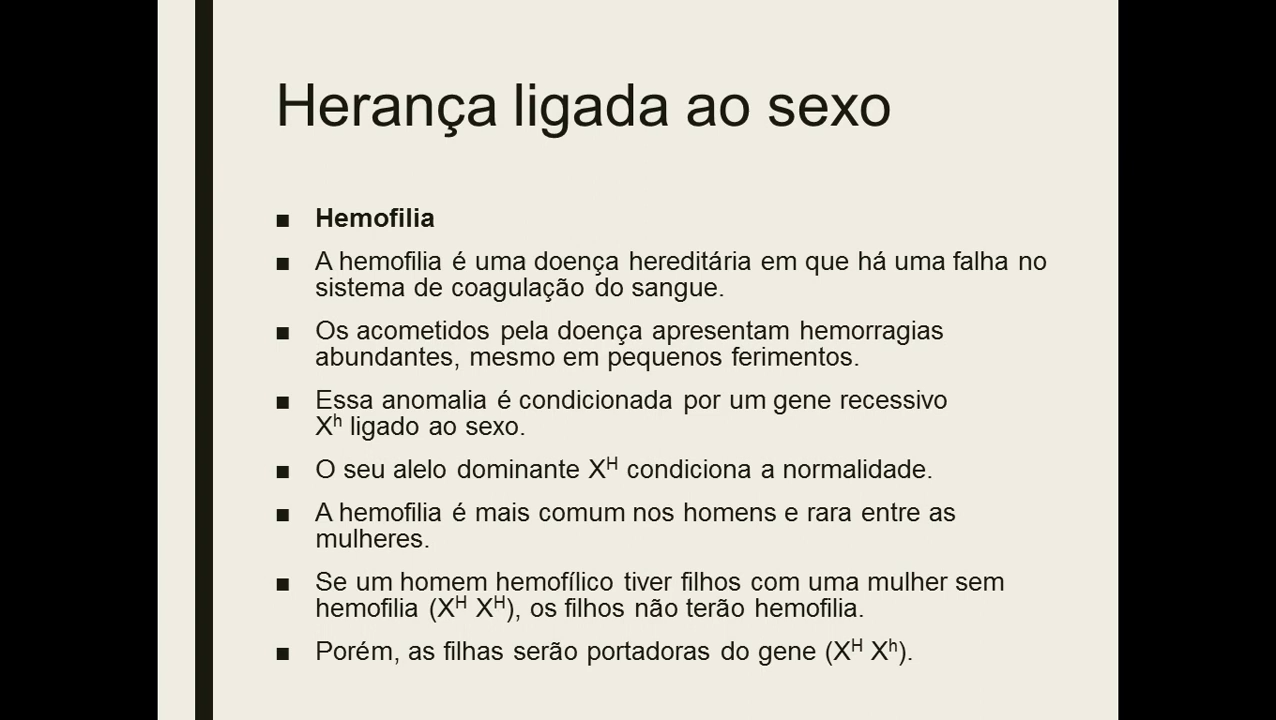 Herança ligada ao sexo
■ Hemofilia
■ A hemofilia é uma doença hereditária em que há uma falha no
sistema de coagulação do sangue.
■ Os acometidos pela doença apresentam hemorragias
abundantes, mesmo em pequenos ferimentos.
■ Essa anomalia é condicionada por um gene recessivo
Xʰ ligado ao sexo.
■ O seu alelo dominante Xᴴ condiciona a normalidade.
■ A hemofilia é mais comum nos homens e rara entre as
mulheres.
■ Se um homem hemofílico tiver filhos com uma mulher sem
hemofilia (Xᴴ Xᴴ), os filhos não terão hemofilia.
■ Porém, as filhas serão portadoras do gene (Xᴴ Xʰ).